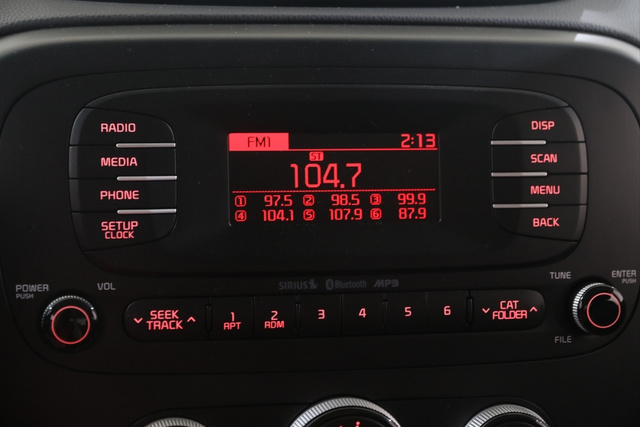 RADIO
MEDIA
PHONE
SETUP
CLOCK
FM1 2:13
ST
104.7
1 97.5 2 98.5 3 99.9
4 104.1 5 107.9 6 87.9
DISP
SCAN
MENU
BACK
POWER
PUSH
VOL
SIRIUS Bluetooth MP3
TUNE
ENTER
PUSH
SEEK
TRACK
1
RPT
2
RDM
3
4
5
6
CAT
FOLDER
FILE